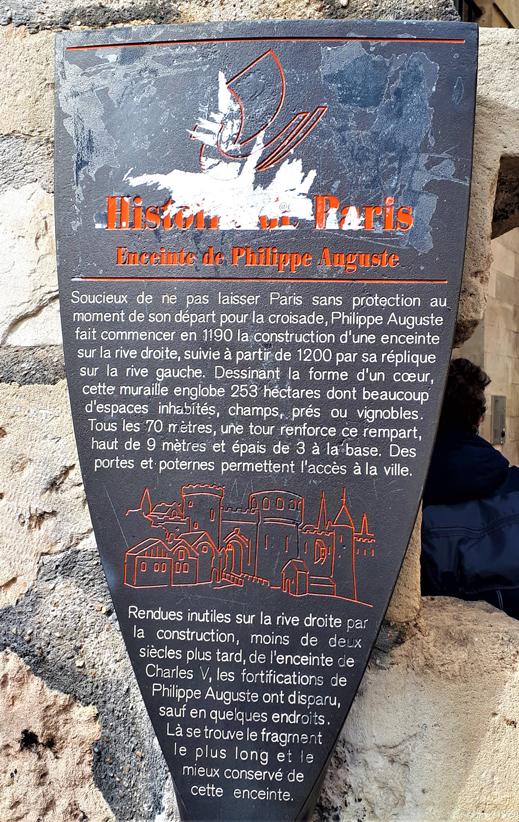 Histoire de Paris
Enceinte de Philippe Auguste
Soucieux de ne pas laisser Paris sans protection au
moment de son départ pour la croisade, Philippe Auguste
fait commencer en 1190 la construction d'une enceinte
sur la rive droite, suivie à partir de 1200 par sa réplique
sur la rive gauche. Dessinant la forme d'un cœur,
cette muraille englobe 253 héctares dont beaucoup
d'espaces inhabités, champs, prés ou vignobles.
Tous les 70 mètres, une tour renforce ce rempart,
haut de 9 mètres et épais de 3 à la base. Des
portes et poternes permettent l'accès à la ville.
Rendues inutiles sur la rive droite par
la construction, moins de deux
siècles plus tard, de l'enceinte de
Charles V, les fortifications de
Philippe Auguste ont disparu,
sauf en quelques endroits.
Là se trouve le fragment
le plus long et le
mieux conservé de
cette enceinte.